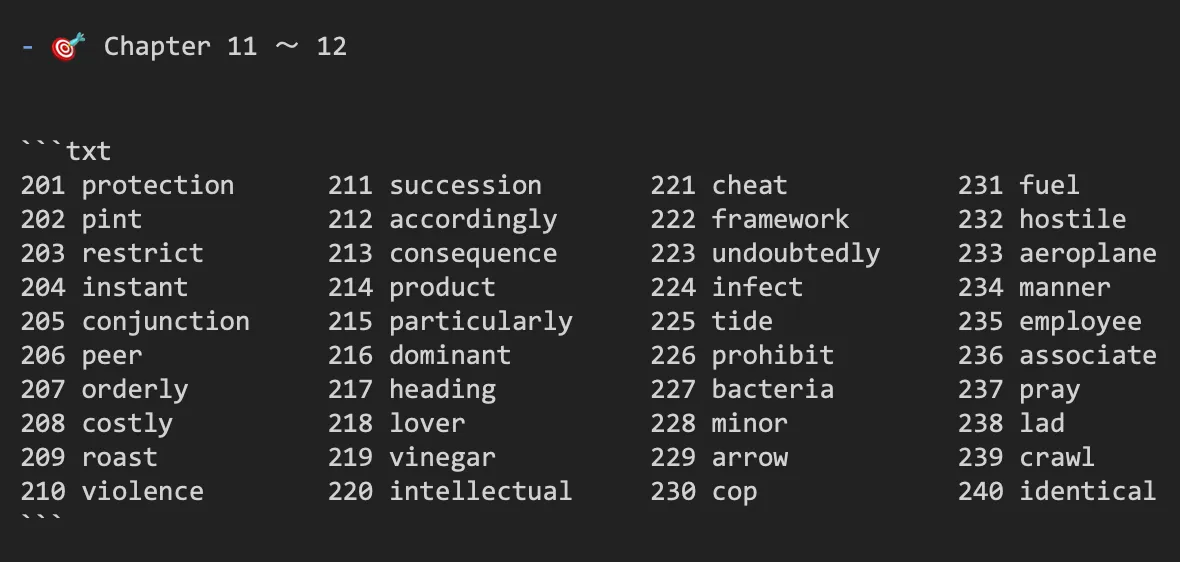 - 🎯 Chapter 11 ～ 12
```txt
201 protection 211 succession 221 cheat 231 fuel
202 pint 212 accordingly 222 framework 232 hostile
203 restrict 213 consequence 223 undoubtedly 233 aeroplane
204 instant 214 product 224 infect 234 manner
205 conjunction 215 particularly 225 tide 235 employee
206 peer 216 dominant 226 prohibit 236 associate
207 orderly 217 heading 227 bacteria 237 pray
208 costly 218 lover 228 minor 238 lad
209 roast 219 vinegar 229 arrow 239 crawl
210 violence 220 intellectual 230 cop 240 identical
```